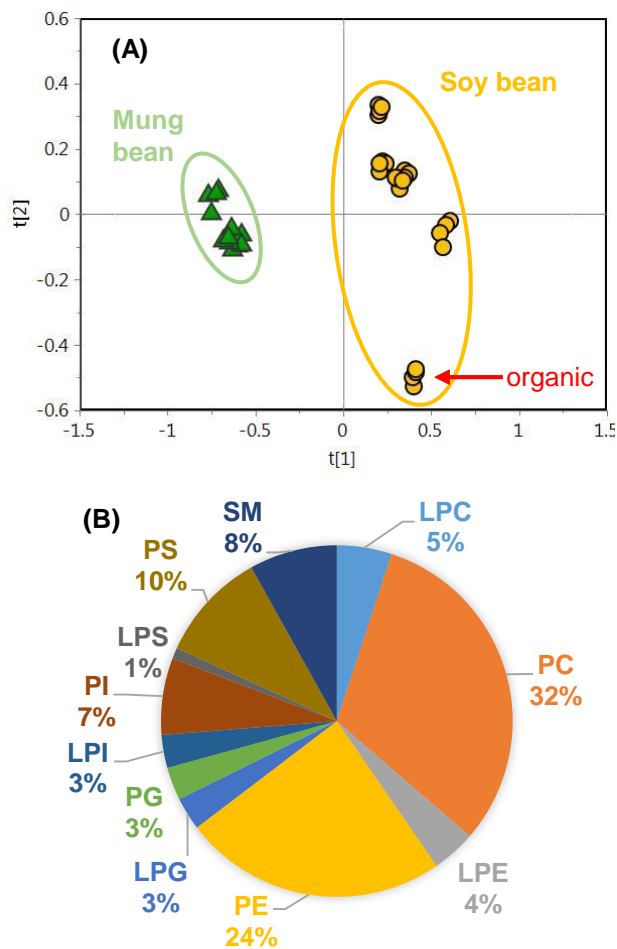 (A)
0.6
0.4
0.2
0
-0.2
-0.4
-0.6
t[2]
Mung
bean
Soy bean
organic
-1.5
-1
-0.5
0
0.5
1
1.5
t[1]
(B)
SM
8%
LPC
5%
PS
10%
PC
32%
LPS
1%
PI
7%
LPI
3%
PG
3%
LPG
3%
PE
24%
LPE
4%